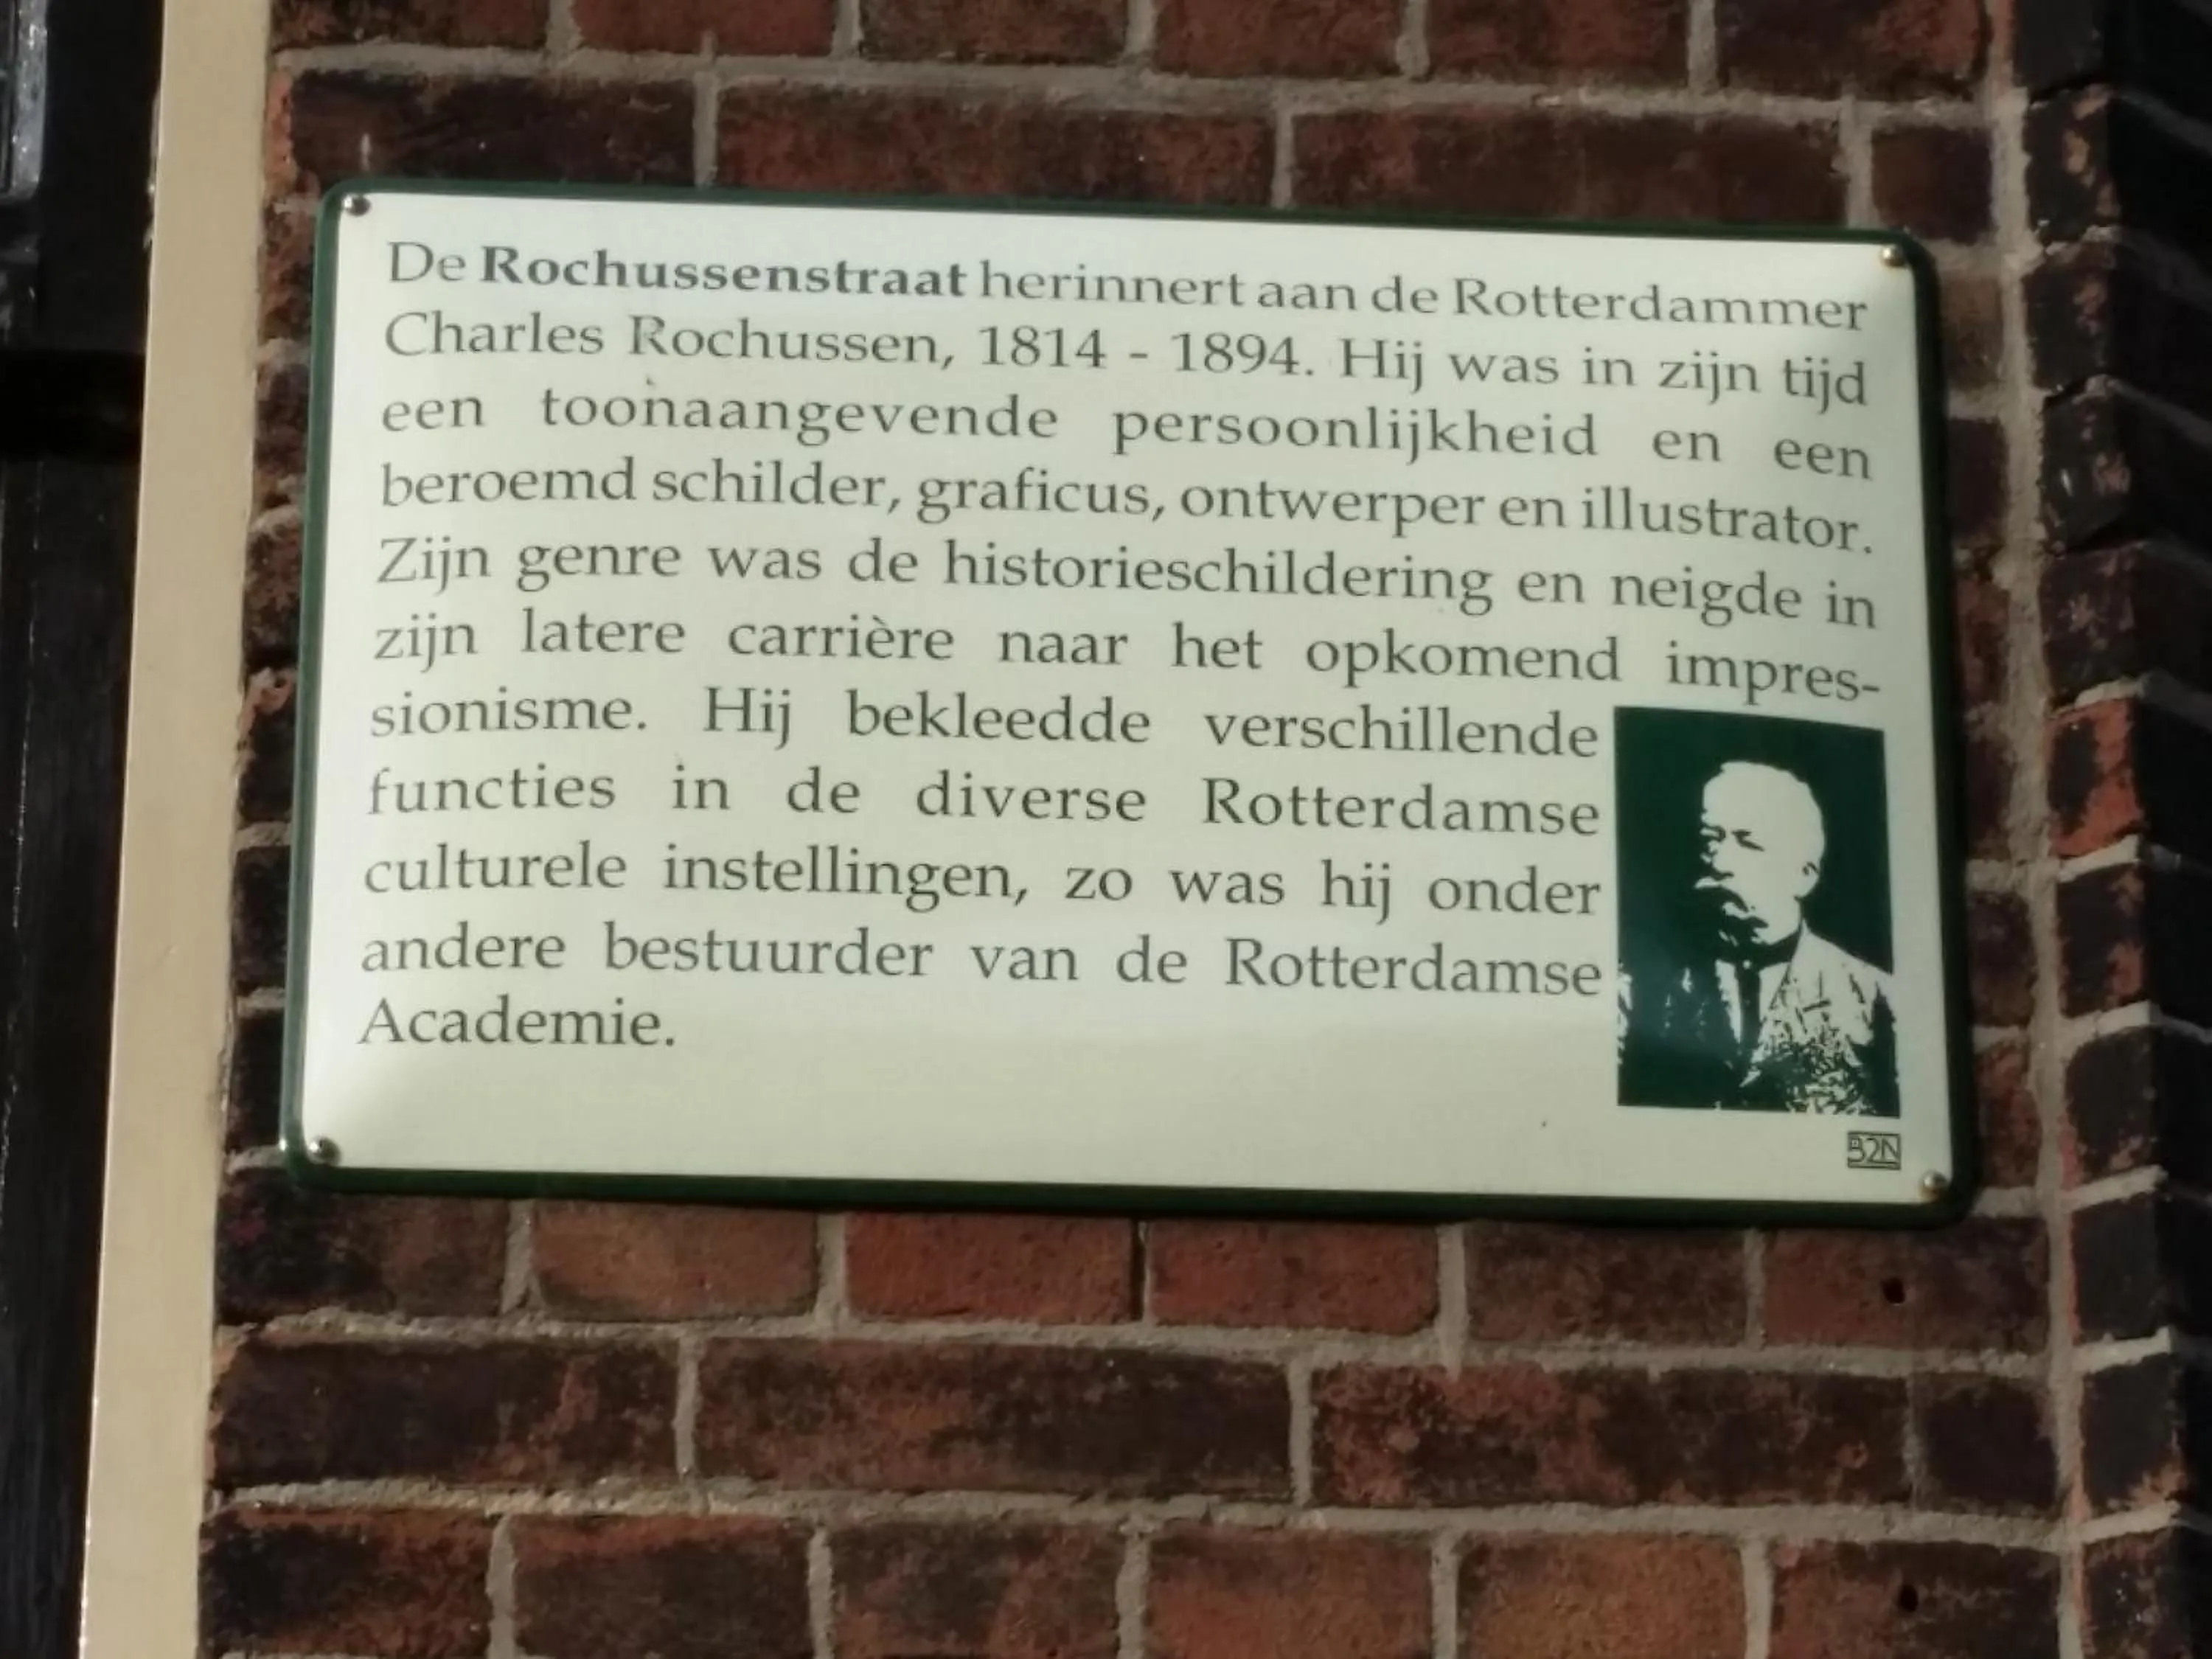 De Rochussenstraat herinnert aan de Rotterdammer
Charles Rochussen, 1814 - 1894. Hij was in zijn tijd
een toonaangevende persoonlijkheid en een
beroemd schilder, graficus, ontwerper en illustrator.
Zijn genre was de historieschildering en neigde in
zijn latere carrière naar het opkomend impres-
sionisme. Hij bekleedde verschillende
functies in de diverse Rotterdamse
culturele instellingen, zo was hij onder
andere bestuurder van de Rotterdamse
Academie.
B2N